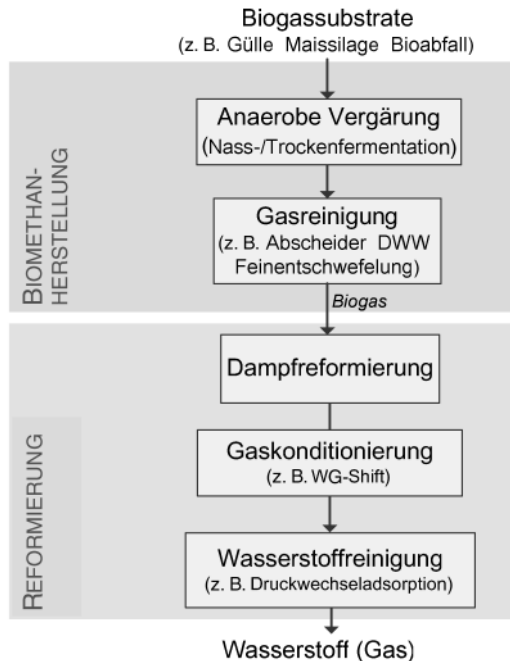 Biogassubstrate
(z. B. Gülle Maissilage Bioabfall)
BIOMETHAN-
HERSTELLUNG
Anaerobe Vergärung
(Nass-/Trockenfermentation)
Gasreinigung
(z. B. Abscheider DWW
Feinentschwefelung)
Biogas
REFORMIERUNG
Dampfreformierung
Gaskonditionierung
(z. B. WG-Shift)
Wasserstoffreinigung
(z. B. Druckwechseladsorption)
Wasserstoff (Gas)